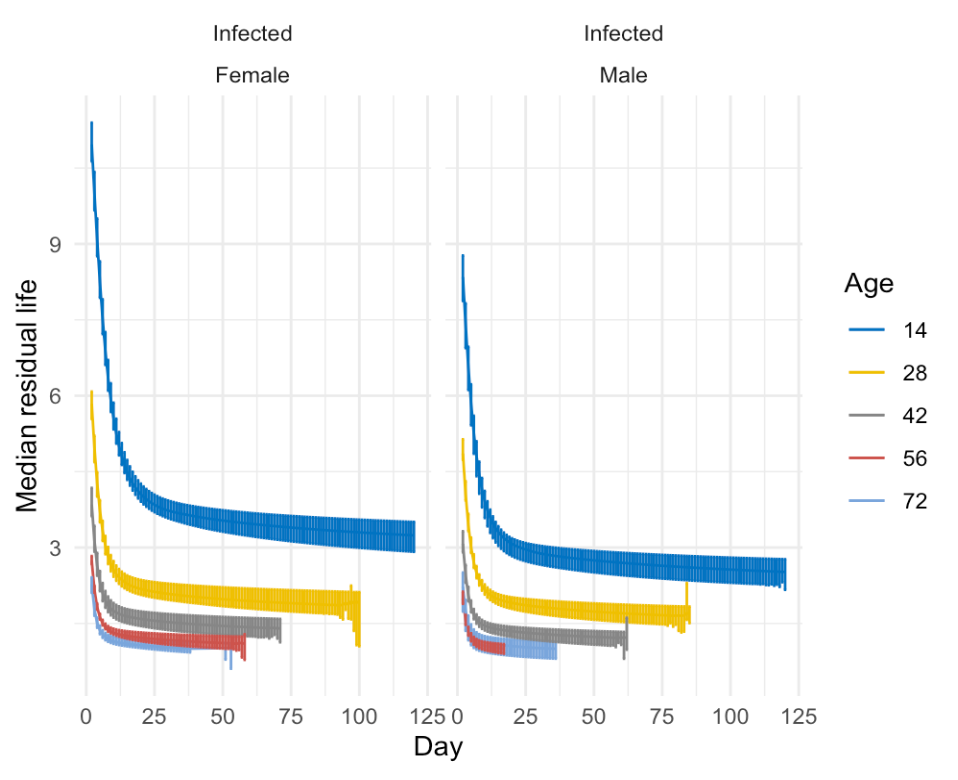 Infected Infected
Female Male
Median residual life
9
6
3
0 25 50 75 100 125 0 25 50 75 100 125
Day
Age
14
28
42
56
72